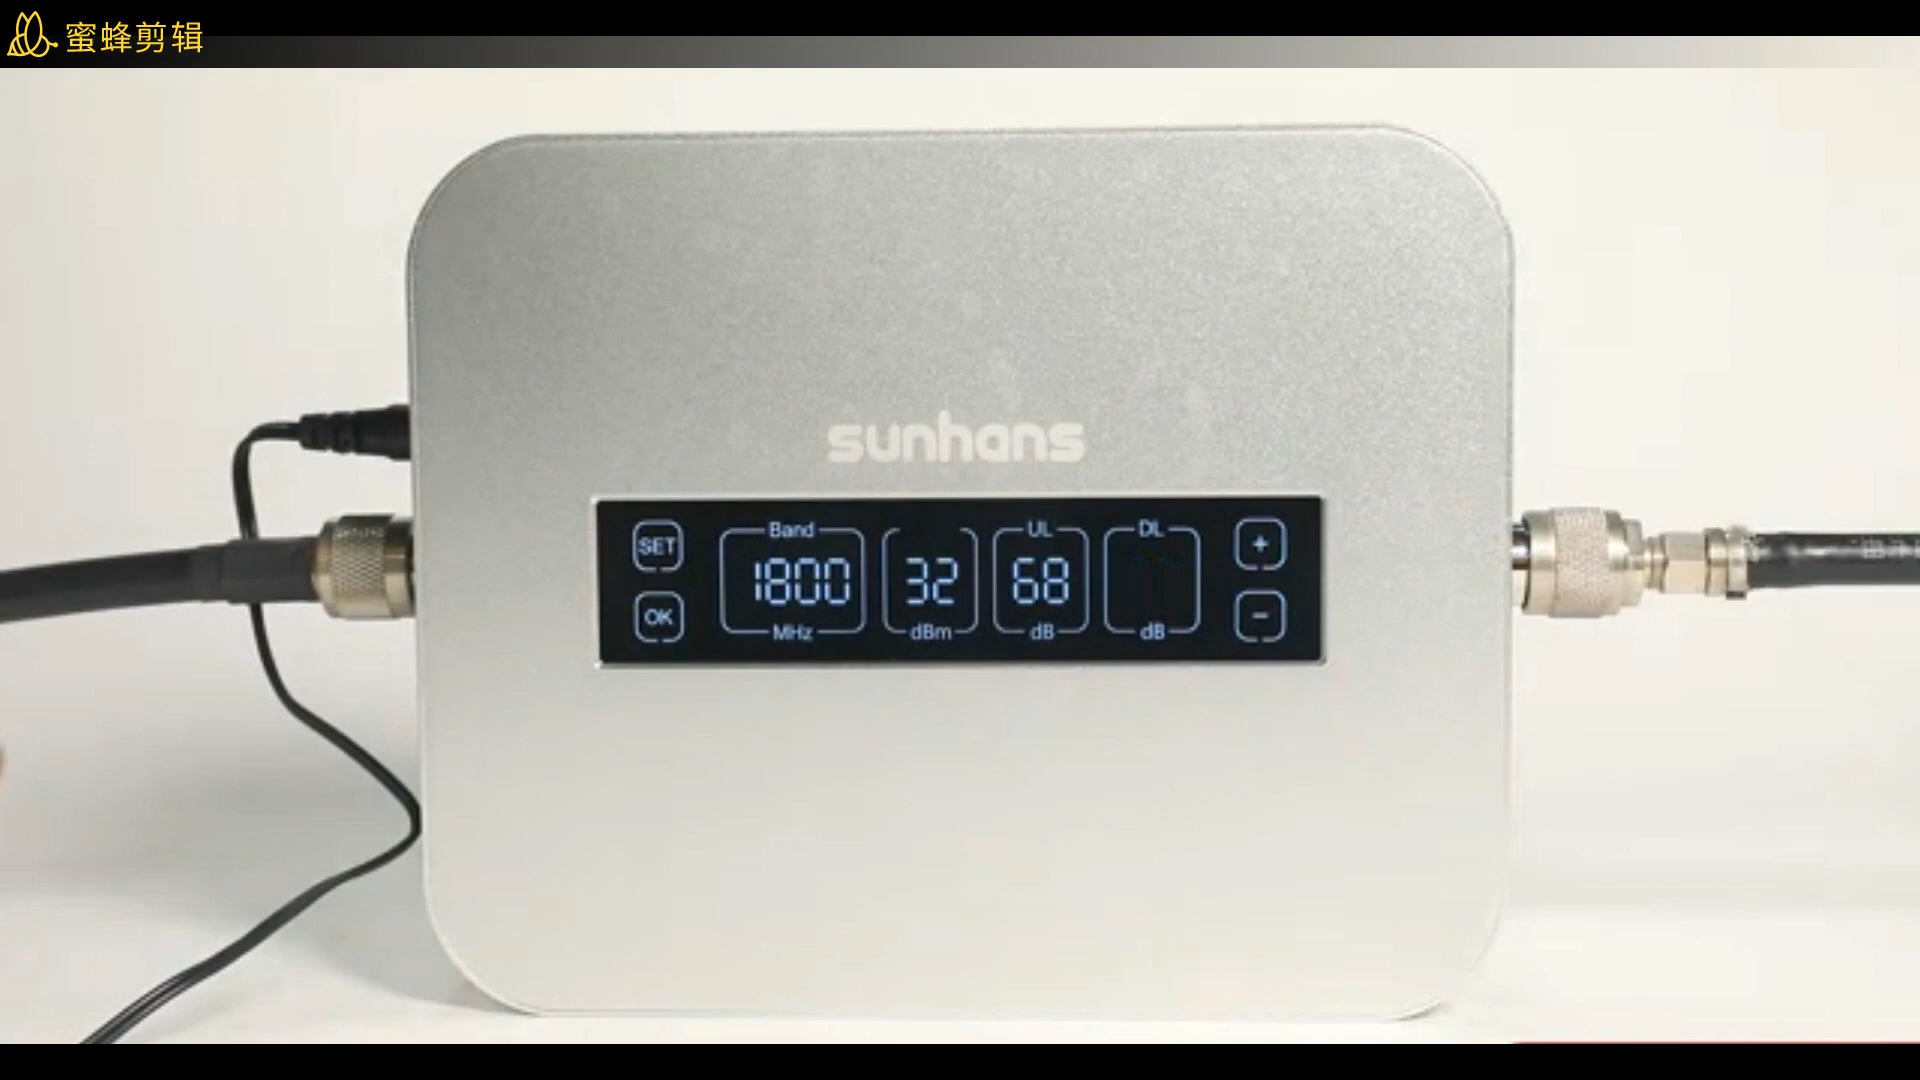 蜜蜂剪辑
sunhans
SET
OK
Band
1800
MHz
32
dBm
UL
68
dB
DL
dB
+
-